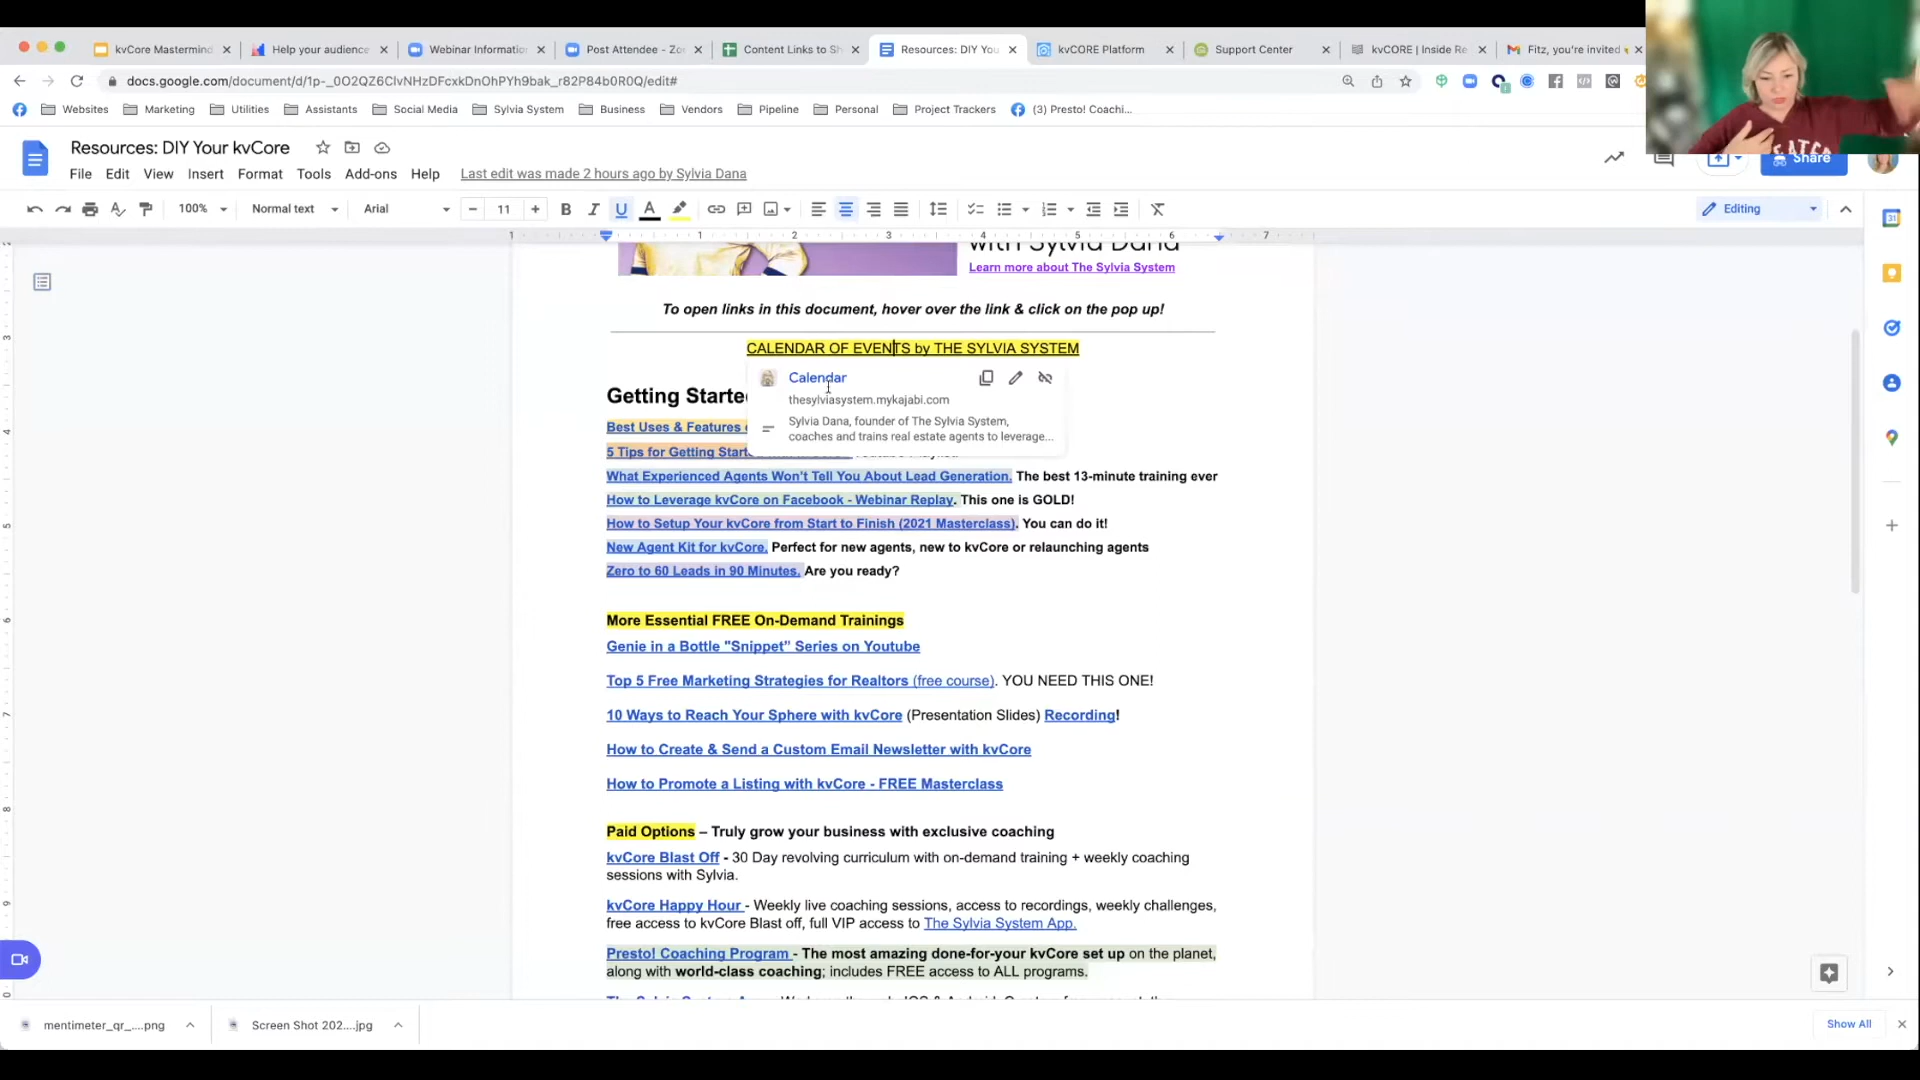 kvCore Mastermind
Help your audience
Webinar Information
Post Attendee - Zo
Content Links to Sh
Resources: DIY You
kvCORE Platform
Support Center
kvCORE | Inside Re
Fitz, you're invited
docs.google.com/document/d/1p-_0O2QZ6ClvNHzDFcxkDnOhPYh9bak_r82P84b0R0Q/edit#
Websites
Marketing
Utilities
Assistants
Social Media
Sylvia System
Business
Vendors
Pipeline
Personal
Project Trackers
(3) Presto! Coachi...
Resources: DIY Your kvCore
File Edit View Insert Format Tools Add-ons Help Last edit was made 2 hours ago by Sylvia Dana
Share
100% Normal text Arial 11 Editing
1 1 2 3 4 5 6 7
with Sylvia Dana
Learn more about The Sylvia System
To open links in this document, hover over the link & click on the pop up!
CALENDAR OF EVENTS by THE SYLVIA SYSTEM
Calendar
thesylviasystem.mykajabi.com
Sylvia Dana, founder of The Sylvia System,
coaches and trains real estate agents to leverage...
Getting Starte
Best Uses & Features
5 Tips for Getting Start
What Experienced Agents Won't Tell You About Lead Generation. The best 13-minute training ever
How to Leverage kvCore on Facebook - Webinar Replay. This one is GOLD!
How to Setup Your kvCore from Start to Finish (2021 Masterclass). You can do it!
New Agent Kit for kvCore. Perfect for new agents, new to kvCore or relaunching agents
Zero to 60 Leads in 90 Minutes. Are you ready?
More Essential FREE On-Demand Trainings
Genie in a Bottle "Snippet" Series on Youtube
Top 5 Free Marketing Strategies for Realtors (free course). YOU NEED THIS ONE!
10 Ways to Reach Your Sphere with kvCore (Presentation Slides) Recording!
How to Create & Send a Custom Email Newsletter with kvCore
How to Promote a Listing with kvCore - FREE Masterclass
Paid Options – Truly grow your business with exclusive coaching
kvCore Blast Off - 30 Day revolving curriculum with on-demand training + weekly coaching
sessions with Sylvia.
kvCore Happy Hour - Weekly live coaching sessions, access to recordings, weekly challenges,
free access to kvCore Blast off, full VIP access to The Sylvia System App.
Presto! Coaching Program - The most amazing done-for-your kvCore set up on the planet,
along with world-class coaching; includes FREE access to ALL programs.
mentimeter_qr_....png
Screen Shot 202....jpg
Show All